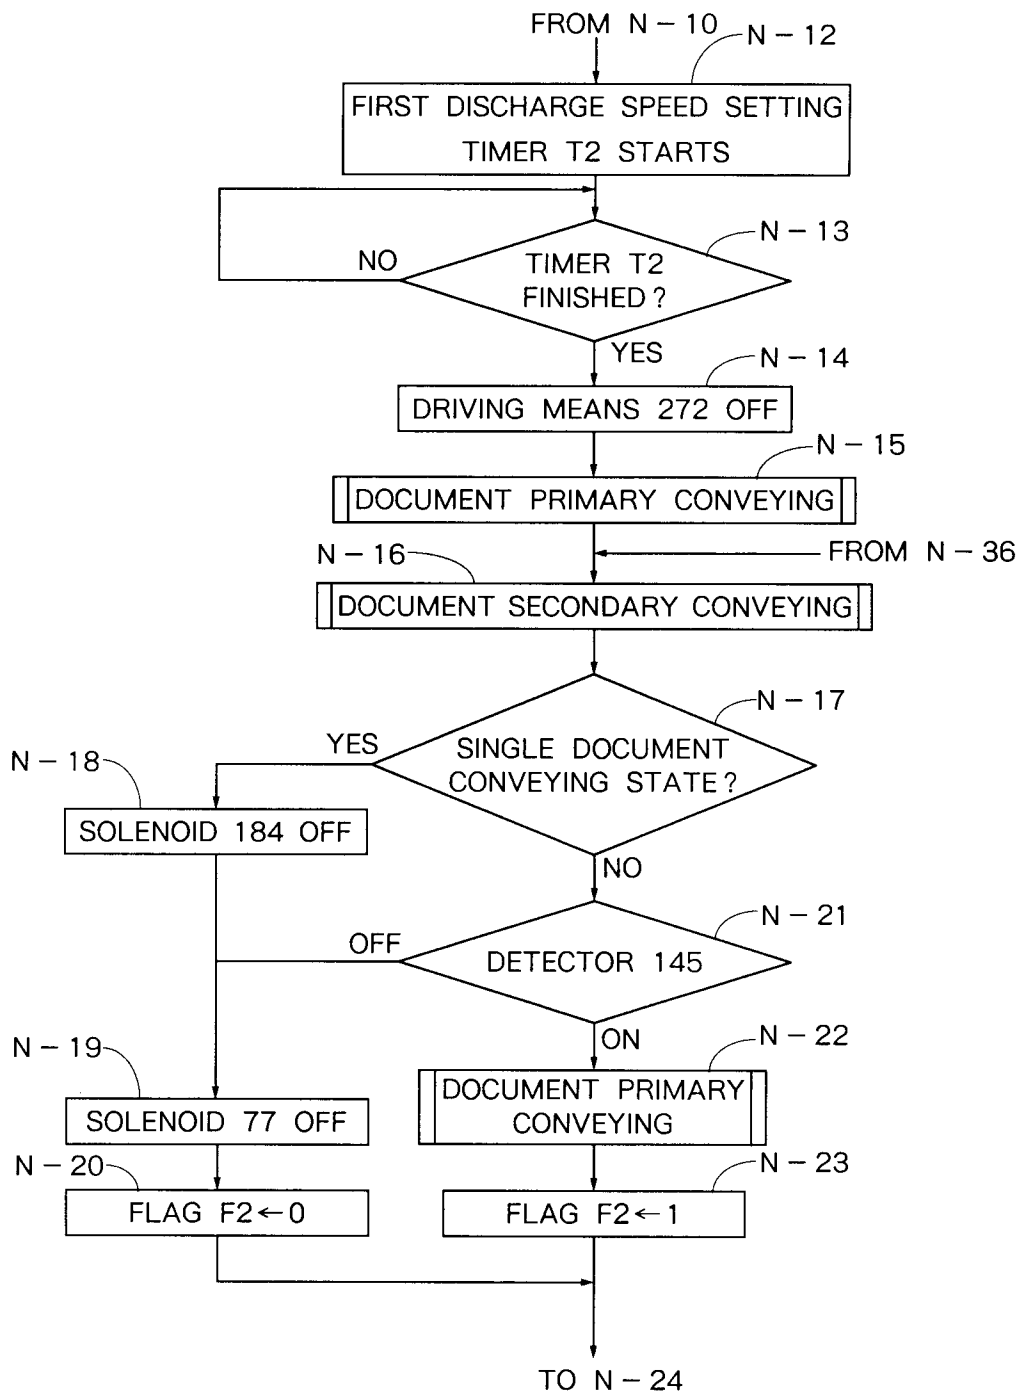 FROM N-10
N-12
FIRST DISCHARGE SPEED SETTING
TIMER T2 STARTS
N-13
NO
TIMER T2
FINISHED?
YES
N-14
DRIVING MEANS 272 OFF
N-15
DOCUMENT PRIMARY CONVEYING
N-16
FROM N-36
DOCUMENT SECONDARY CONVEYING
N-17
YES
SINGLE DOCUMENT
CONVEYING STATE?
N-18
SOLENOID 184 OFF
NO
N-21
OFF
DETECTOR 145
ON
N-22
N-19
DOCUMENT PRIMARY
CONVEYING
SOLENOID 77 OFF
N-20
N-23
FLAG F2←0
FLAG F2←1
TO N-24